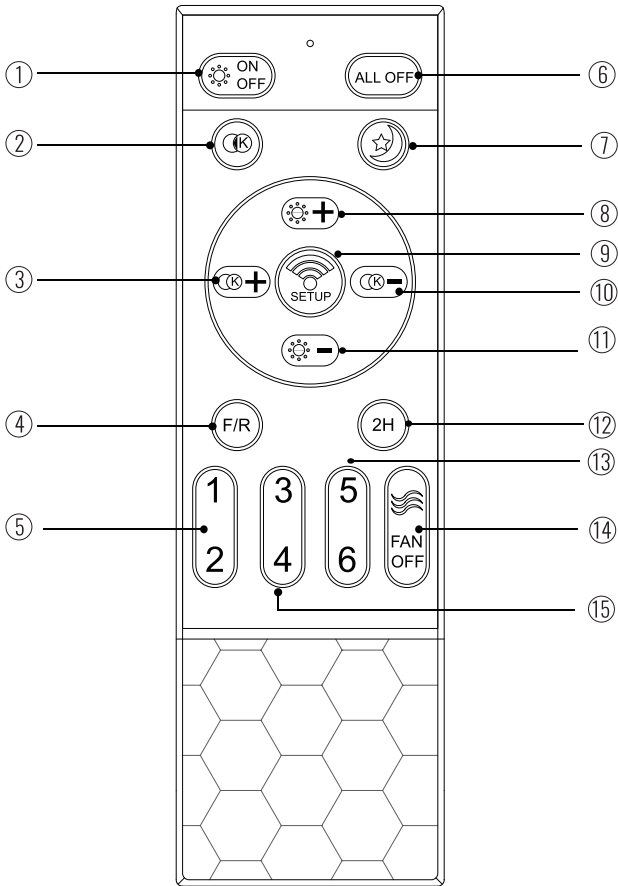 ① ON ⑥
OFF ALL OFF
② K ⑦
⑧
+
⑨
③ K + K −
SETUP ⑩
⑪
−
④ F/R 2H ⑫
⑬
1 3 5
⑤ FAN ⑭
2 4 6 OFF
⑮